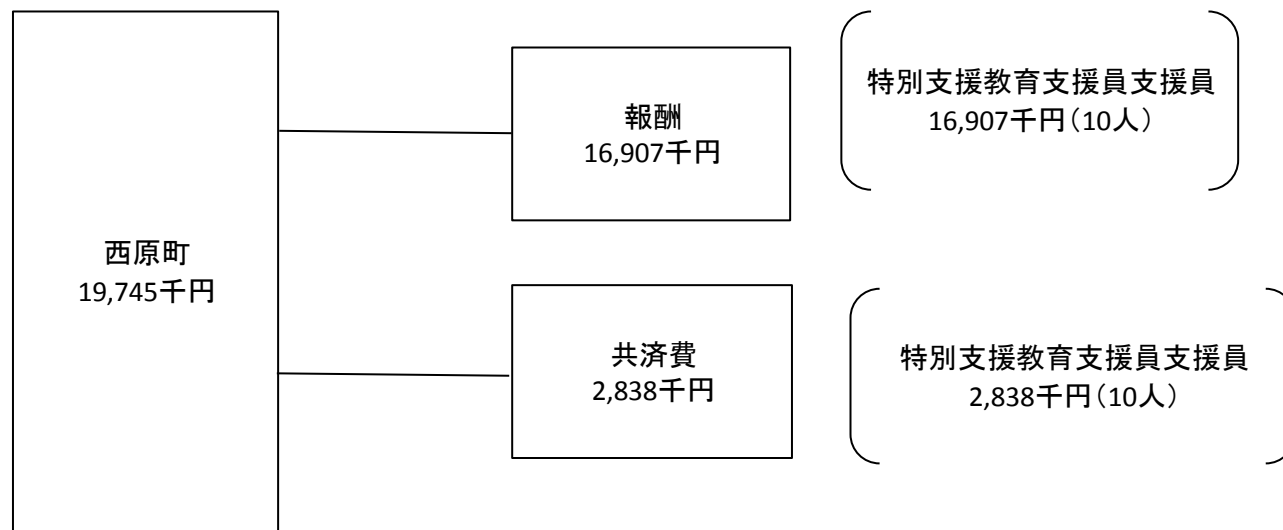 西原町
19,745千円
報酬
16,907千円
特別支援教育支援員支援員
16,907千円（10人）
共済費
2,838千円
特別支援教育支援員支援員
2,838千円（10人）